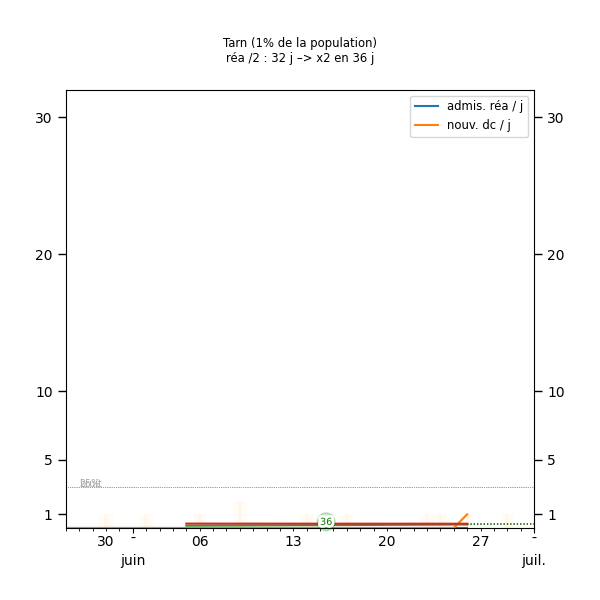 Tarn (1% de la population)
réa /2 : 32 j –> x2 en 36 j
admis. réa / j
nouv. dc / j
30 30
20 20
10 10
5 5
1 1
36
30 - 06 13 20 27 -
juin juil.